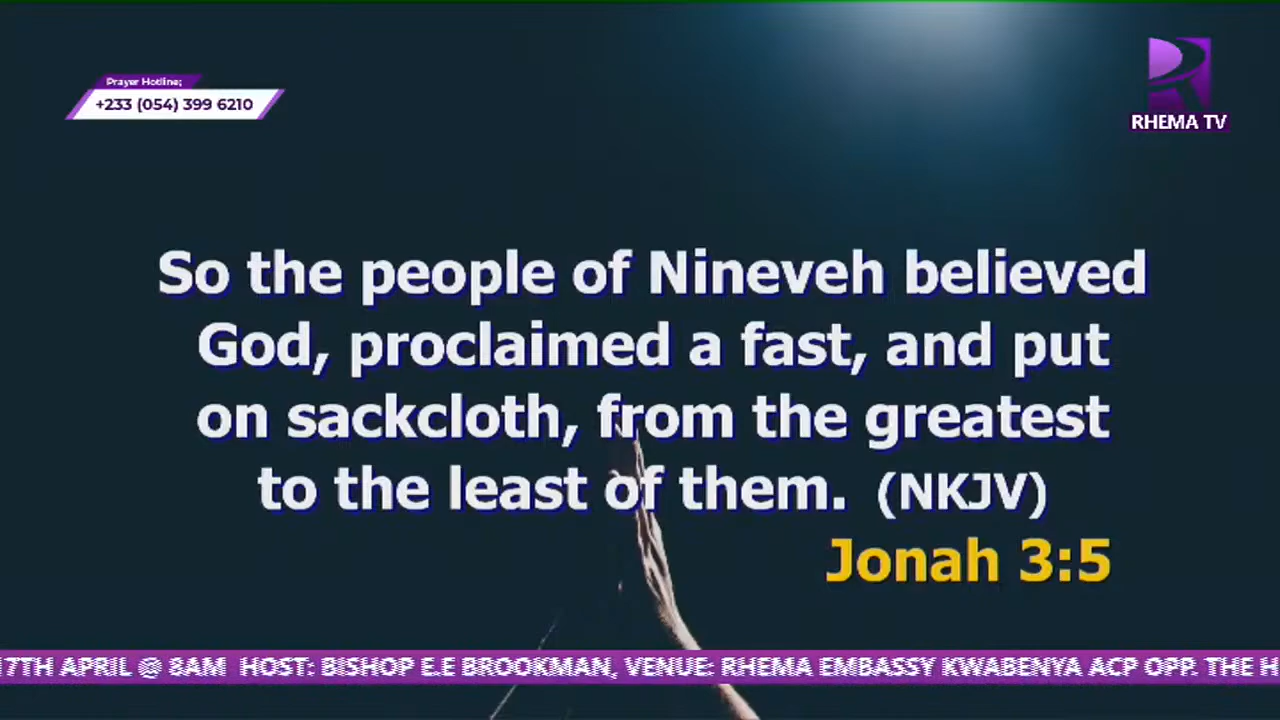 Prayer Hotline;
+233 (054) 399 6210
RHEMA TV
So the people of Nineveh believed
God, proclaimed a fast, and put
on sackcloth, from the greatest
to the least of them. (NKJV)
Jonah 3:5
17TH APRIL @ 8AM HOST: BISHOP E.E BROOKMAN, VENUE: RHEMA EMBASSY KWABENYA ACP OPP. THE H